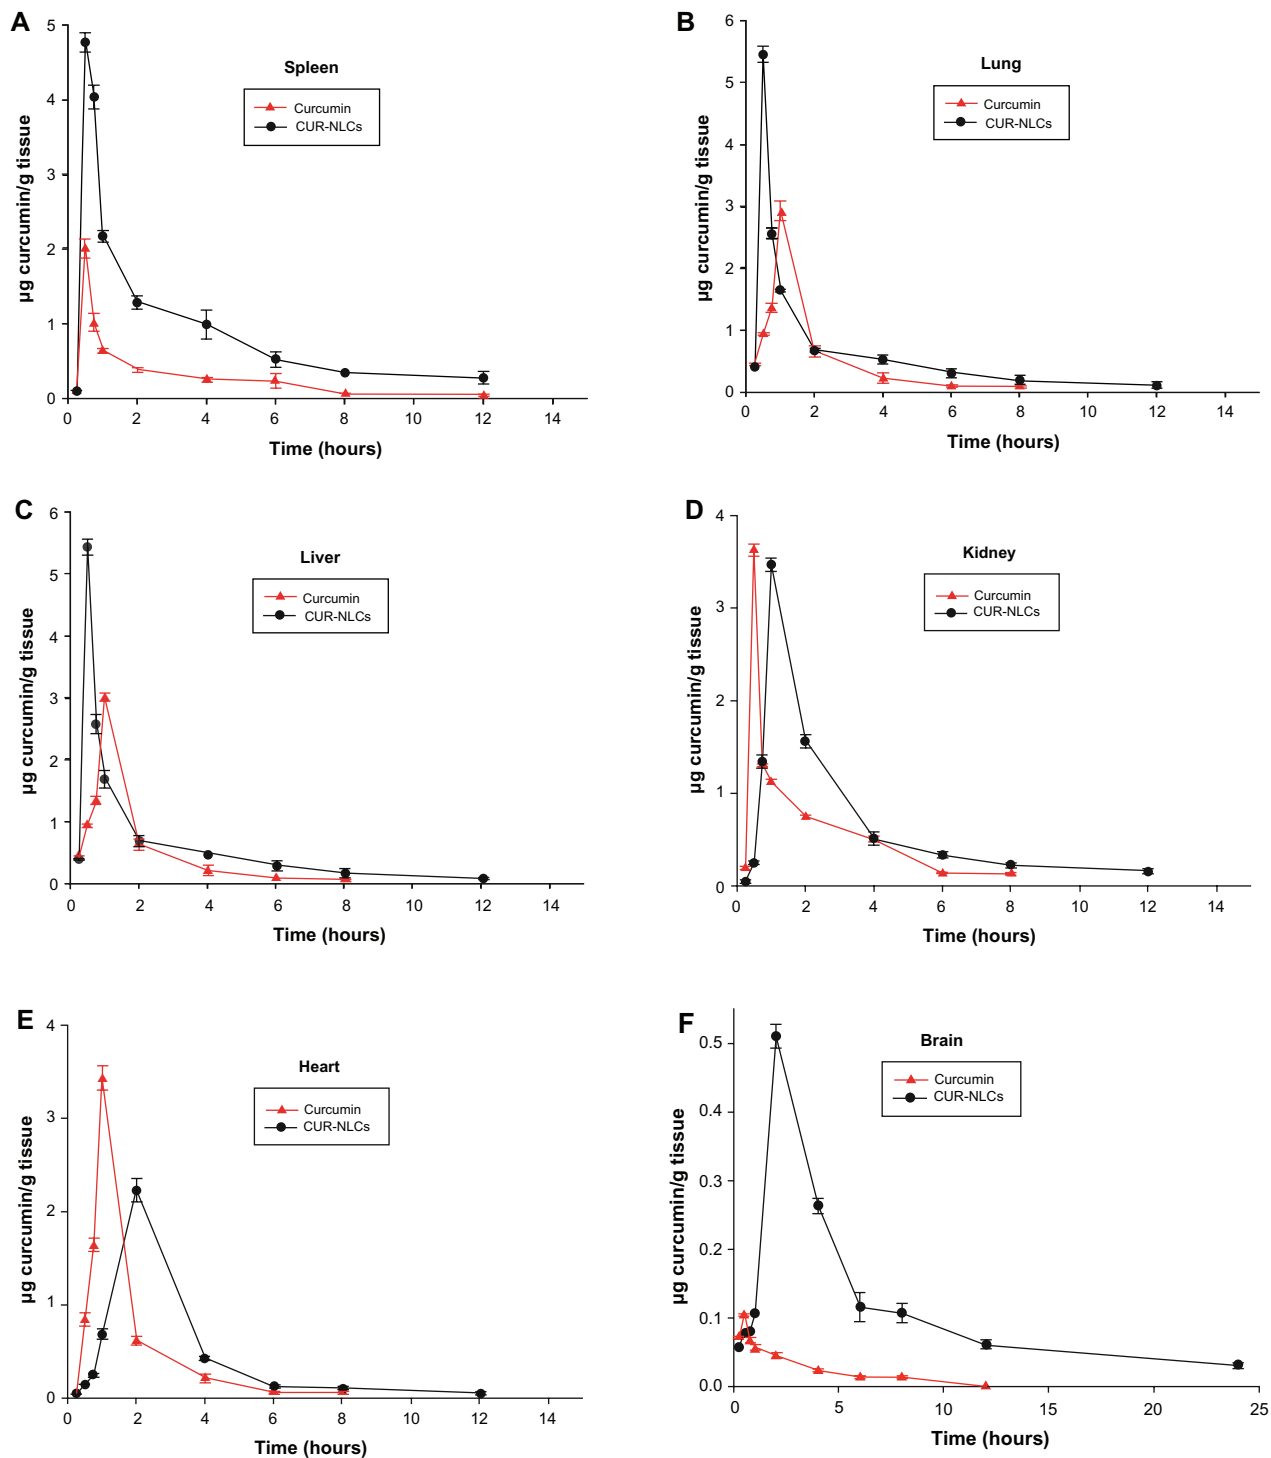 A
Spleen
Curcumin
CUR-NLCs
µg curcumin/g tissue
5
4
3
2
1
0
0 2 4 6 8 10 12 14
Time (hours)
B
Lung
Curcumin
CUR-NLCs
µg curcumin/g tissue
6
5
4
3
2
1
0
0 2 4 6 8 10 12 14
Time (hours)
C
Liver
Curcumin
CUR-NLCs
µg curcumin/g tissue
6
5
4
3
2
1
0
0 2 4 6 8 10 12 14
Time (hours)
D
Kidney
Curcumin
CUR-NLCs
µg curcumin/g tissue
4
3
2
1
0
0 2 4 6 8 10 12 14
Time (hours)
E
Heart
Curcumin
CUR-NLCs
µg curcumin/g tissue
4
3
2
1
0
0 2 4 6 8 10 12 14
Time (hours)
F
Brain
Curcumin
CUR-NLCs
µg curcumin/g tissue
0.5
0.4
0.3
0.2
0.1
0.0
0 5 10 15 20 25
Time (hours)